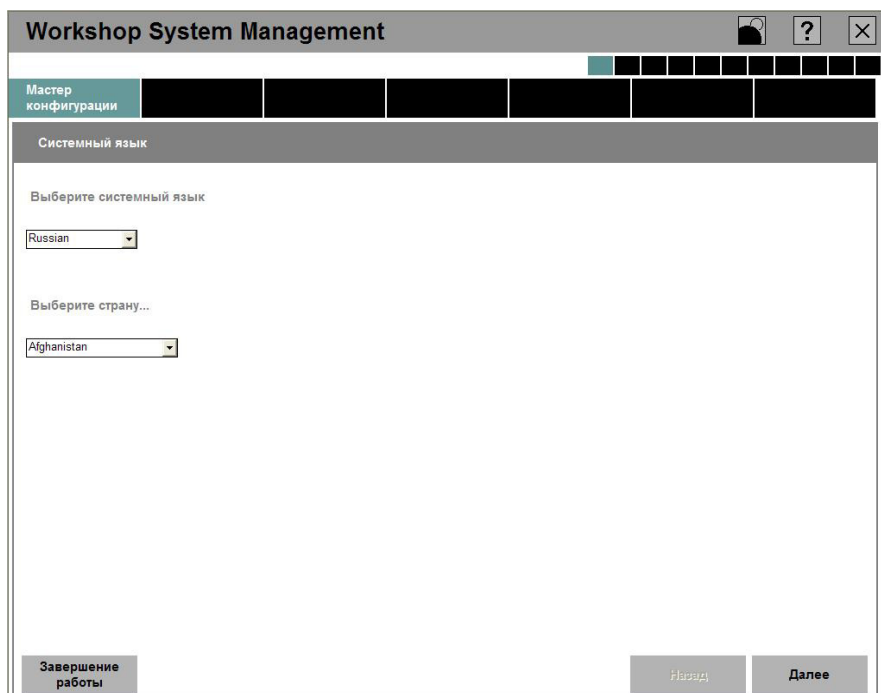 Workshop System Management
?
Мастер
конфигурации
Системный язык
Выберите системный язык
Russian
Выберите страну...
Afghanistan
Завершение
работы
Назад
Далее